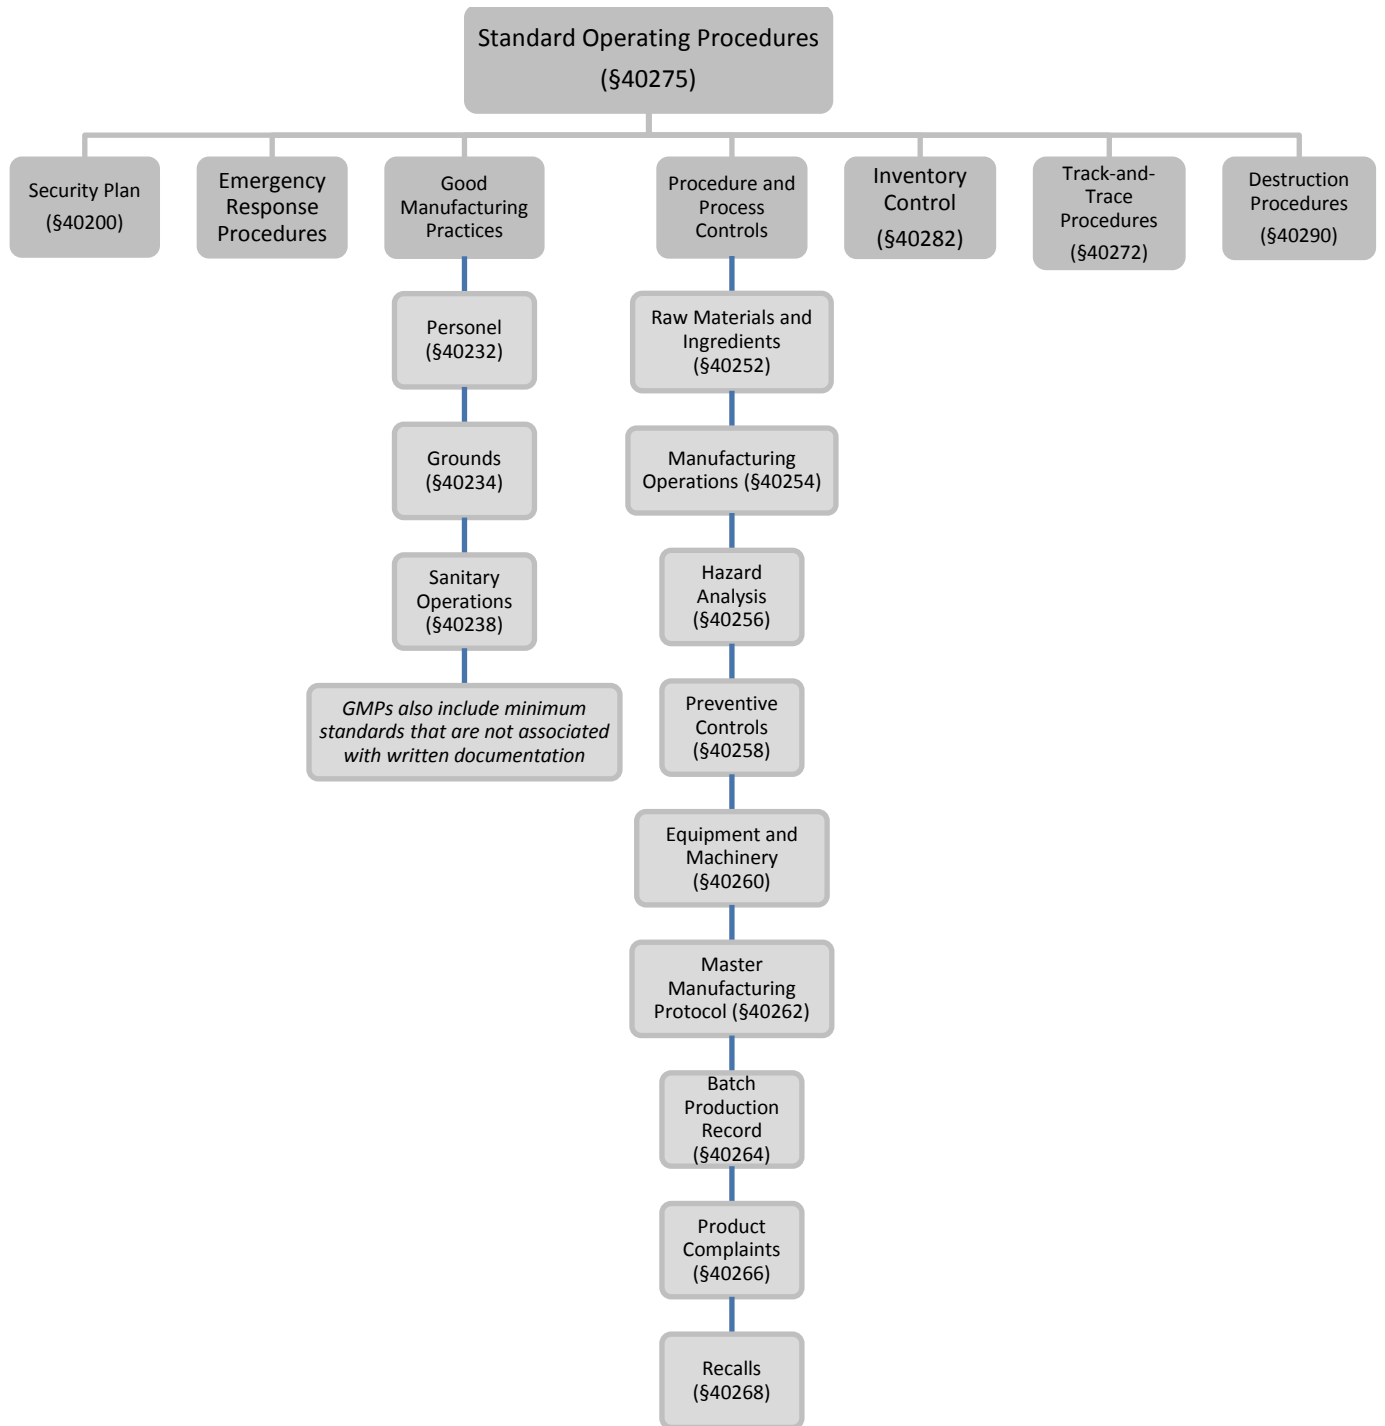 Standard Operating Procedures
(§40275)
Security Plan
(§40200)
Emergency
Response
Procedures
Good
Manufacturing
Practices
Procedure and
Process
Controls
Inventory
Control
(§40282)
Track-and-
Trace
Procedures
(§40272)
Destruction
Procedures
(§40290)
Personel
(§40232)
Grounds
(§40234)
Sanitary
Operations
(§40238)
GMPs also include minimum
standards that are not associated
with written documentation
Raw Materials and
Ingredients
(§40252)
Manufacturing
Operations (§40254)
Hazard
Analysis
(§40256)
Preventive
Controls
(§40258)
Equipment and
Machinery
(§40260)
Master
Manufacturing
Protocol (§40262)
Batch
Production
Record
(§40264)
Product
Complaints
(§40266)
Recalls
(§40268)